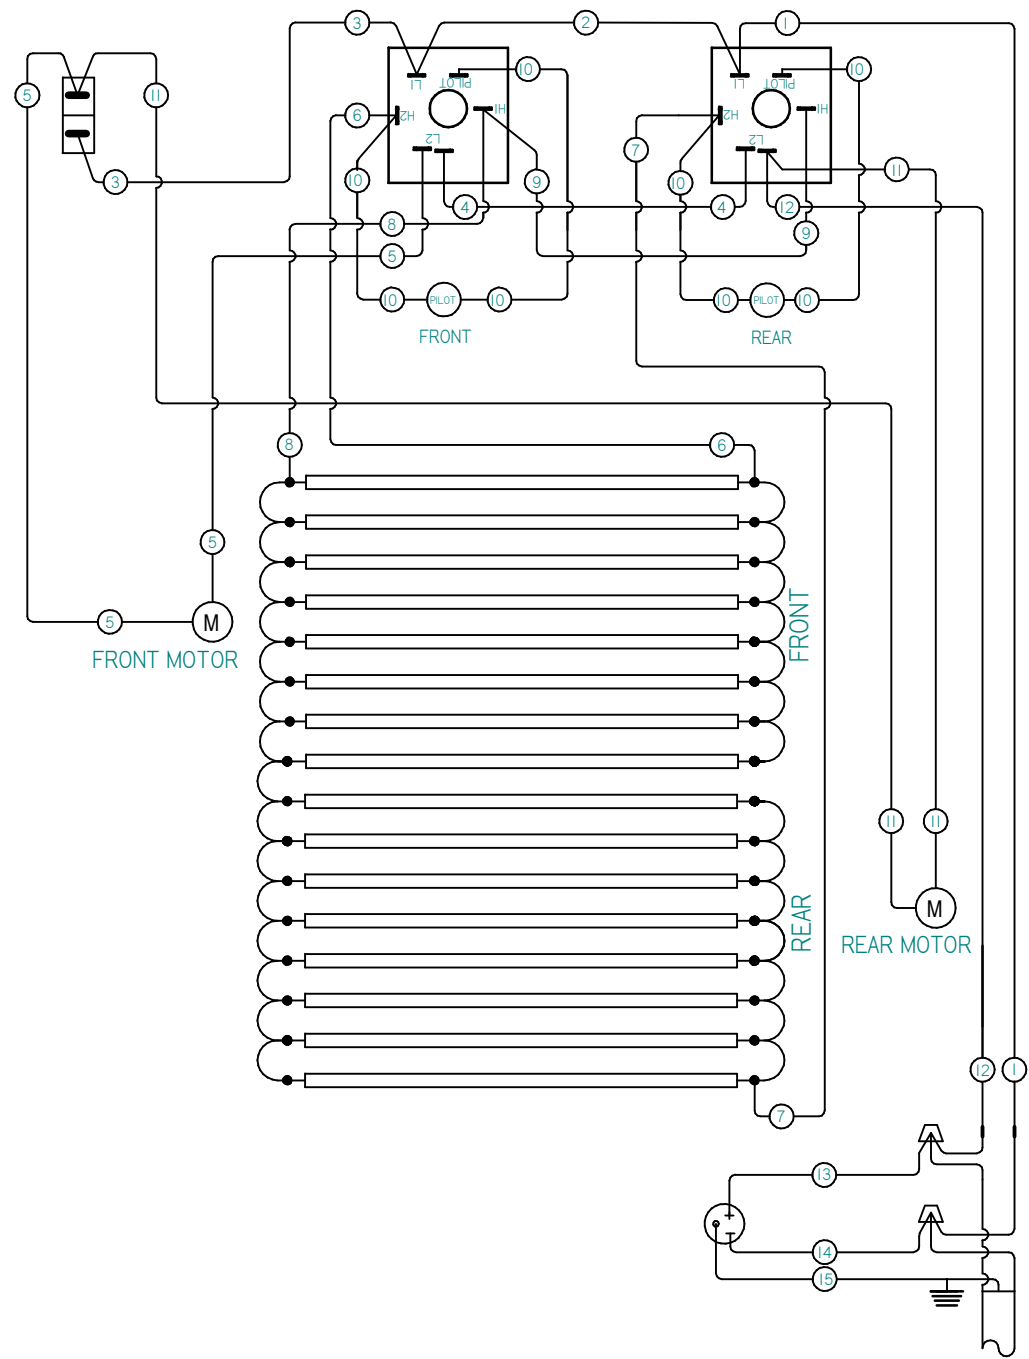 3
2
1
5
11
10
10
L1
PILOT
L1
PILOT
6
H2
H1
H2
H1
7
L2
L2
3
10
9
10
11
4
4
12
8
9
5
10
PILOT
10
10
PILOT
10
FRONT
REAR
8
6
5
5
M
FRONT MOTOR
FRONT
11
11
REAR
M
REAR MOTOR
12
1
7
13
14
15